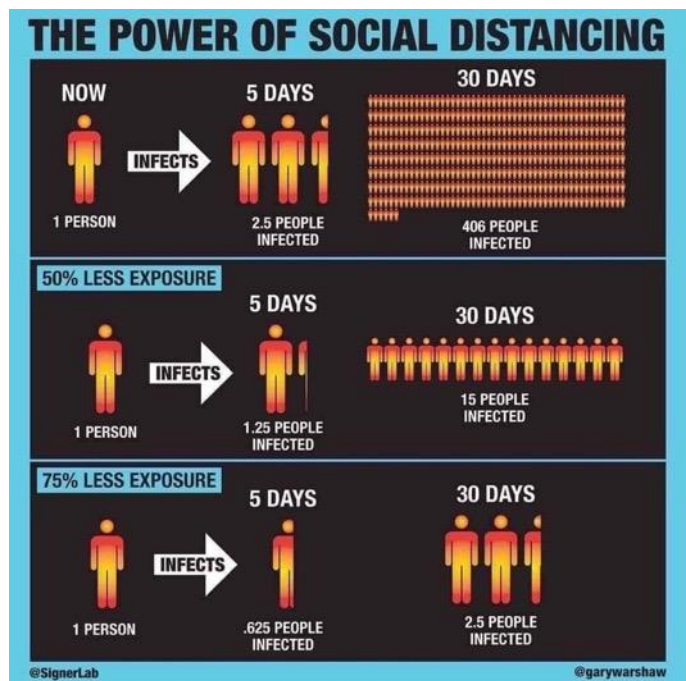 THE POWER OF SOCIAL DISTANCING
NOW
5 DAYS
30 DAYS
INFECTS
1 PERSON
2.5 PEOPLE
INFECTED
406 PEOPLE
INFECTED
50% LESS EXPOSURE
5 DAYS
30 DAYS
INFECTS
1 PERSON
1.25 PEOPLE
INFECTED
15 PEOPLE
INFECTED
75% LESS EXPOSURE
5 DAYS
30 DAYS
INFECTS
1 PERSON
.625 PEOPLE
INFECTED
2.5 PEOPLE
INFECTED
@SignerLab
@garywarshaw